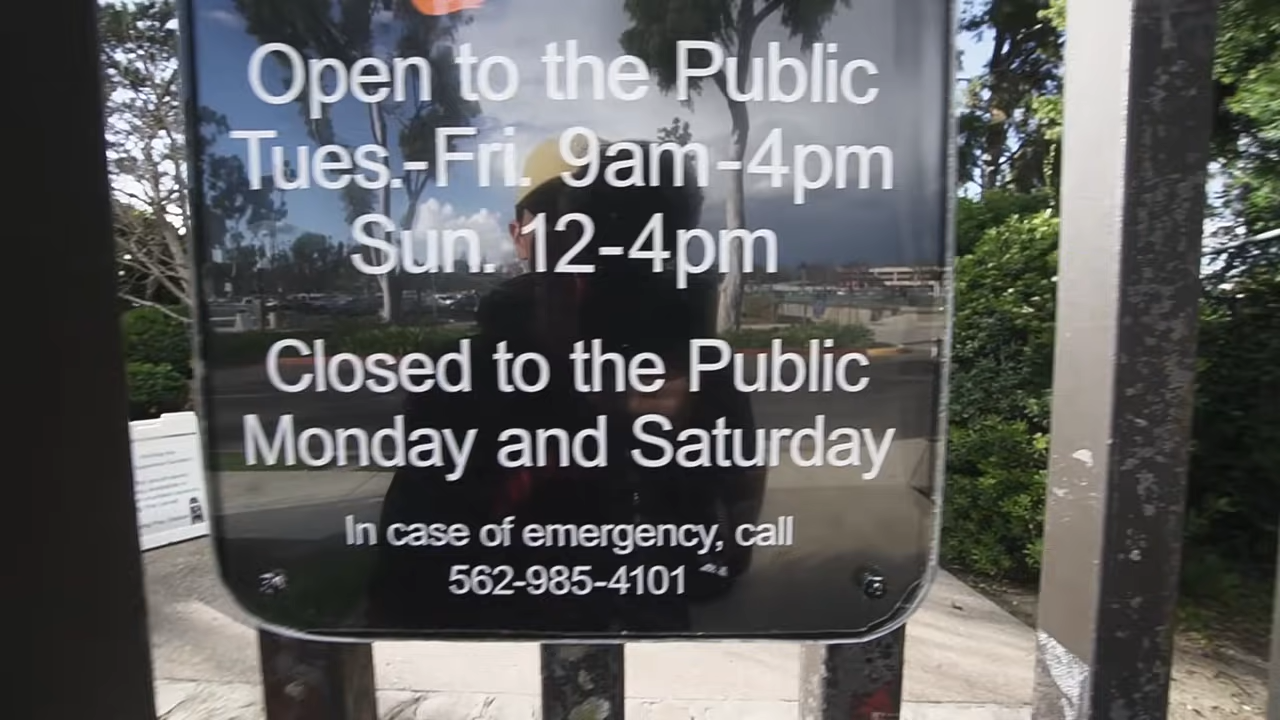 Open to the Public
Tues.-Fri. 9am-4pm
Sun. 12-4pm
Closed to the Public
Monday and Saturday
In case of emergency, call
562-985-4101